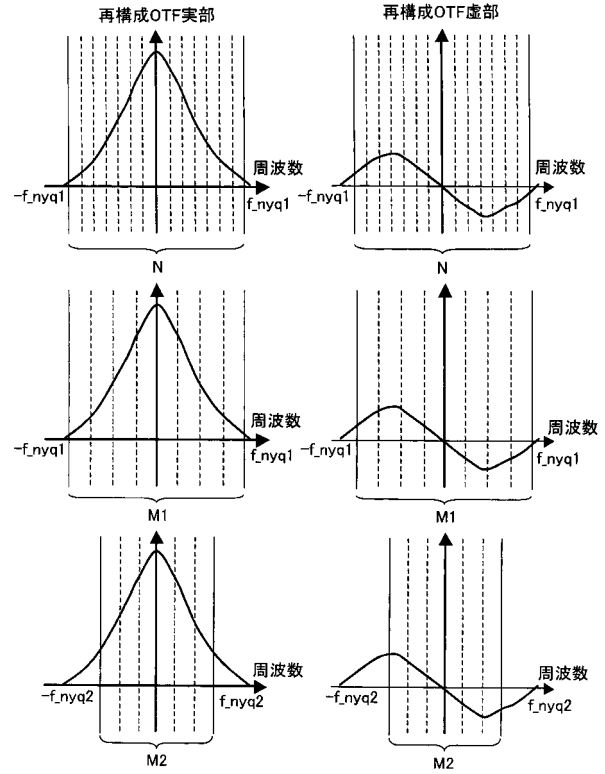 再構成OTF実部
再構成OTF虚部
周波数
-f_nyq1
f_nyq1
N
周波数
-f_nyq1
f_nyq1
N
周波数
-f_nyq1
f_nyq1
M1
周波数
-f_nyq1
f_nyq1
M1
周波数
-f_nyq2
f_nyq2
M2
周波数
-f_nyq2
f_nyq2
M2